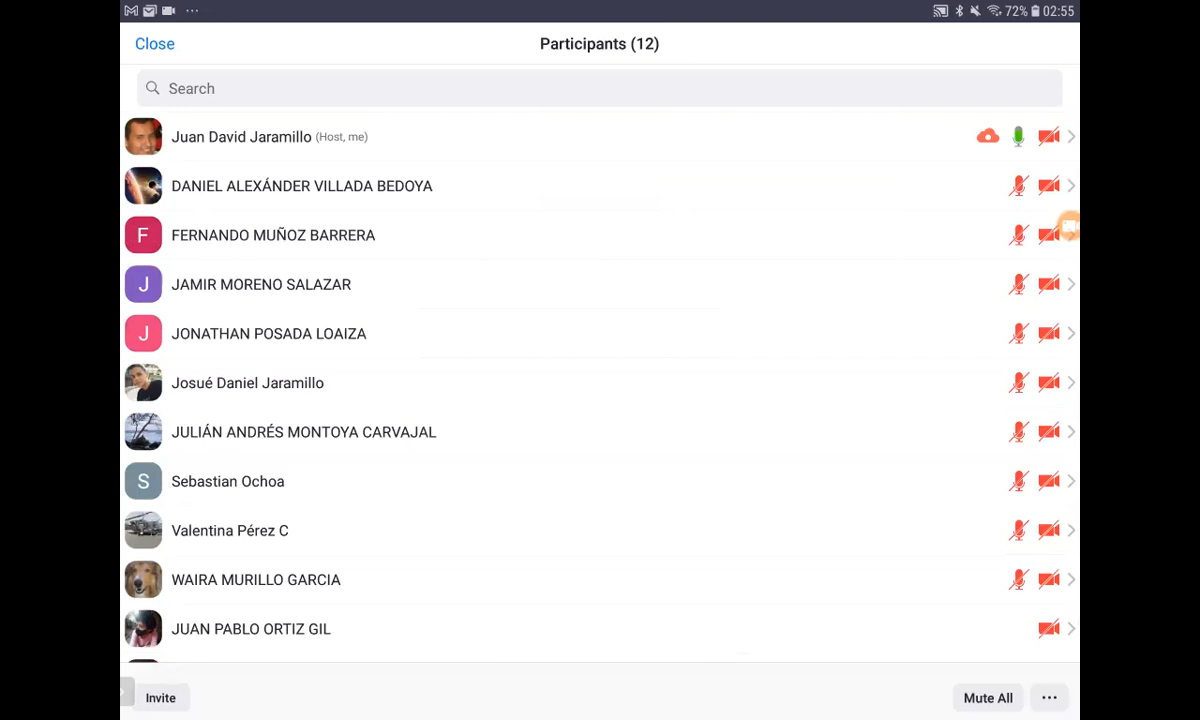 72% 02:55
Close Participants (12)
Search
Juan David Jaramillo (Host, me)
DANIEL ALEXÁNDER VILLADA BEDOYA
F FERNANDO MUÑOZ BARRERA
J JAMIR MORENO SALAZAR
J JONATHAN POSADA LOAIZA
Josué Daniel Jaramillo
JULIÁN ANDRÉS MONTOYA CARVAJAL
S Sebastian Ochoa
Valentina Pérez C
WAIRA MURILLO GARCIA
JUAN PABLO ORTIZ GIL
Invite Mute All